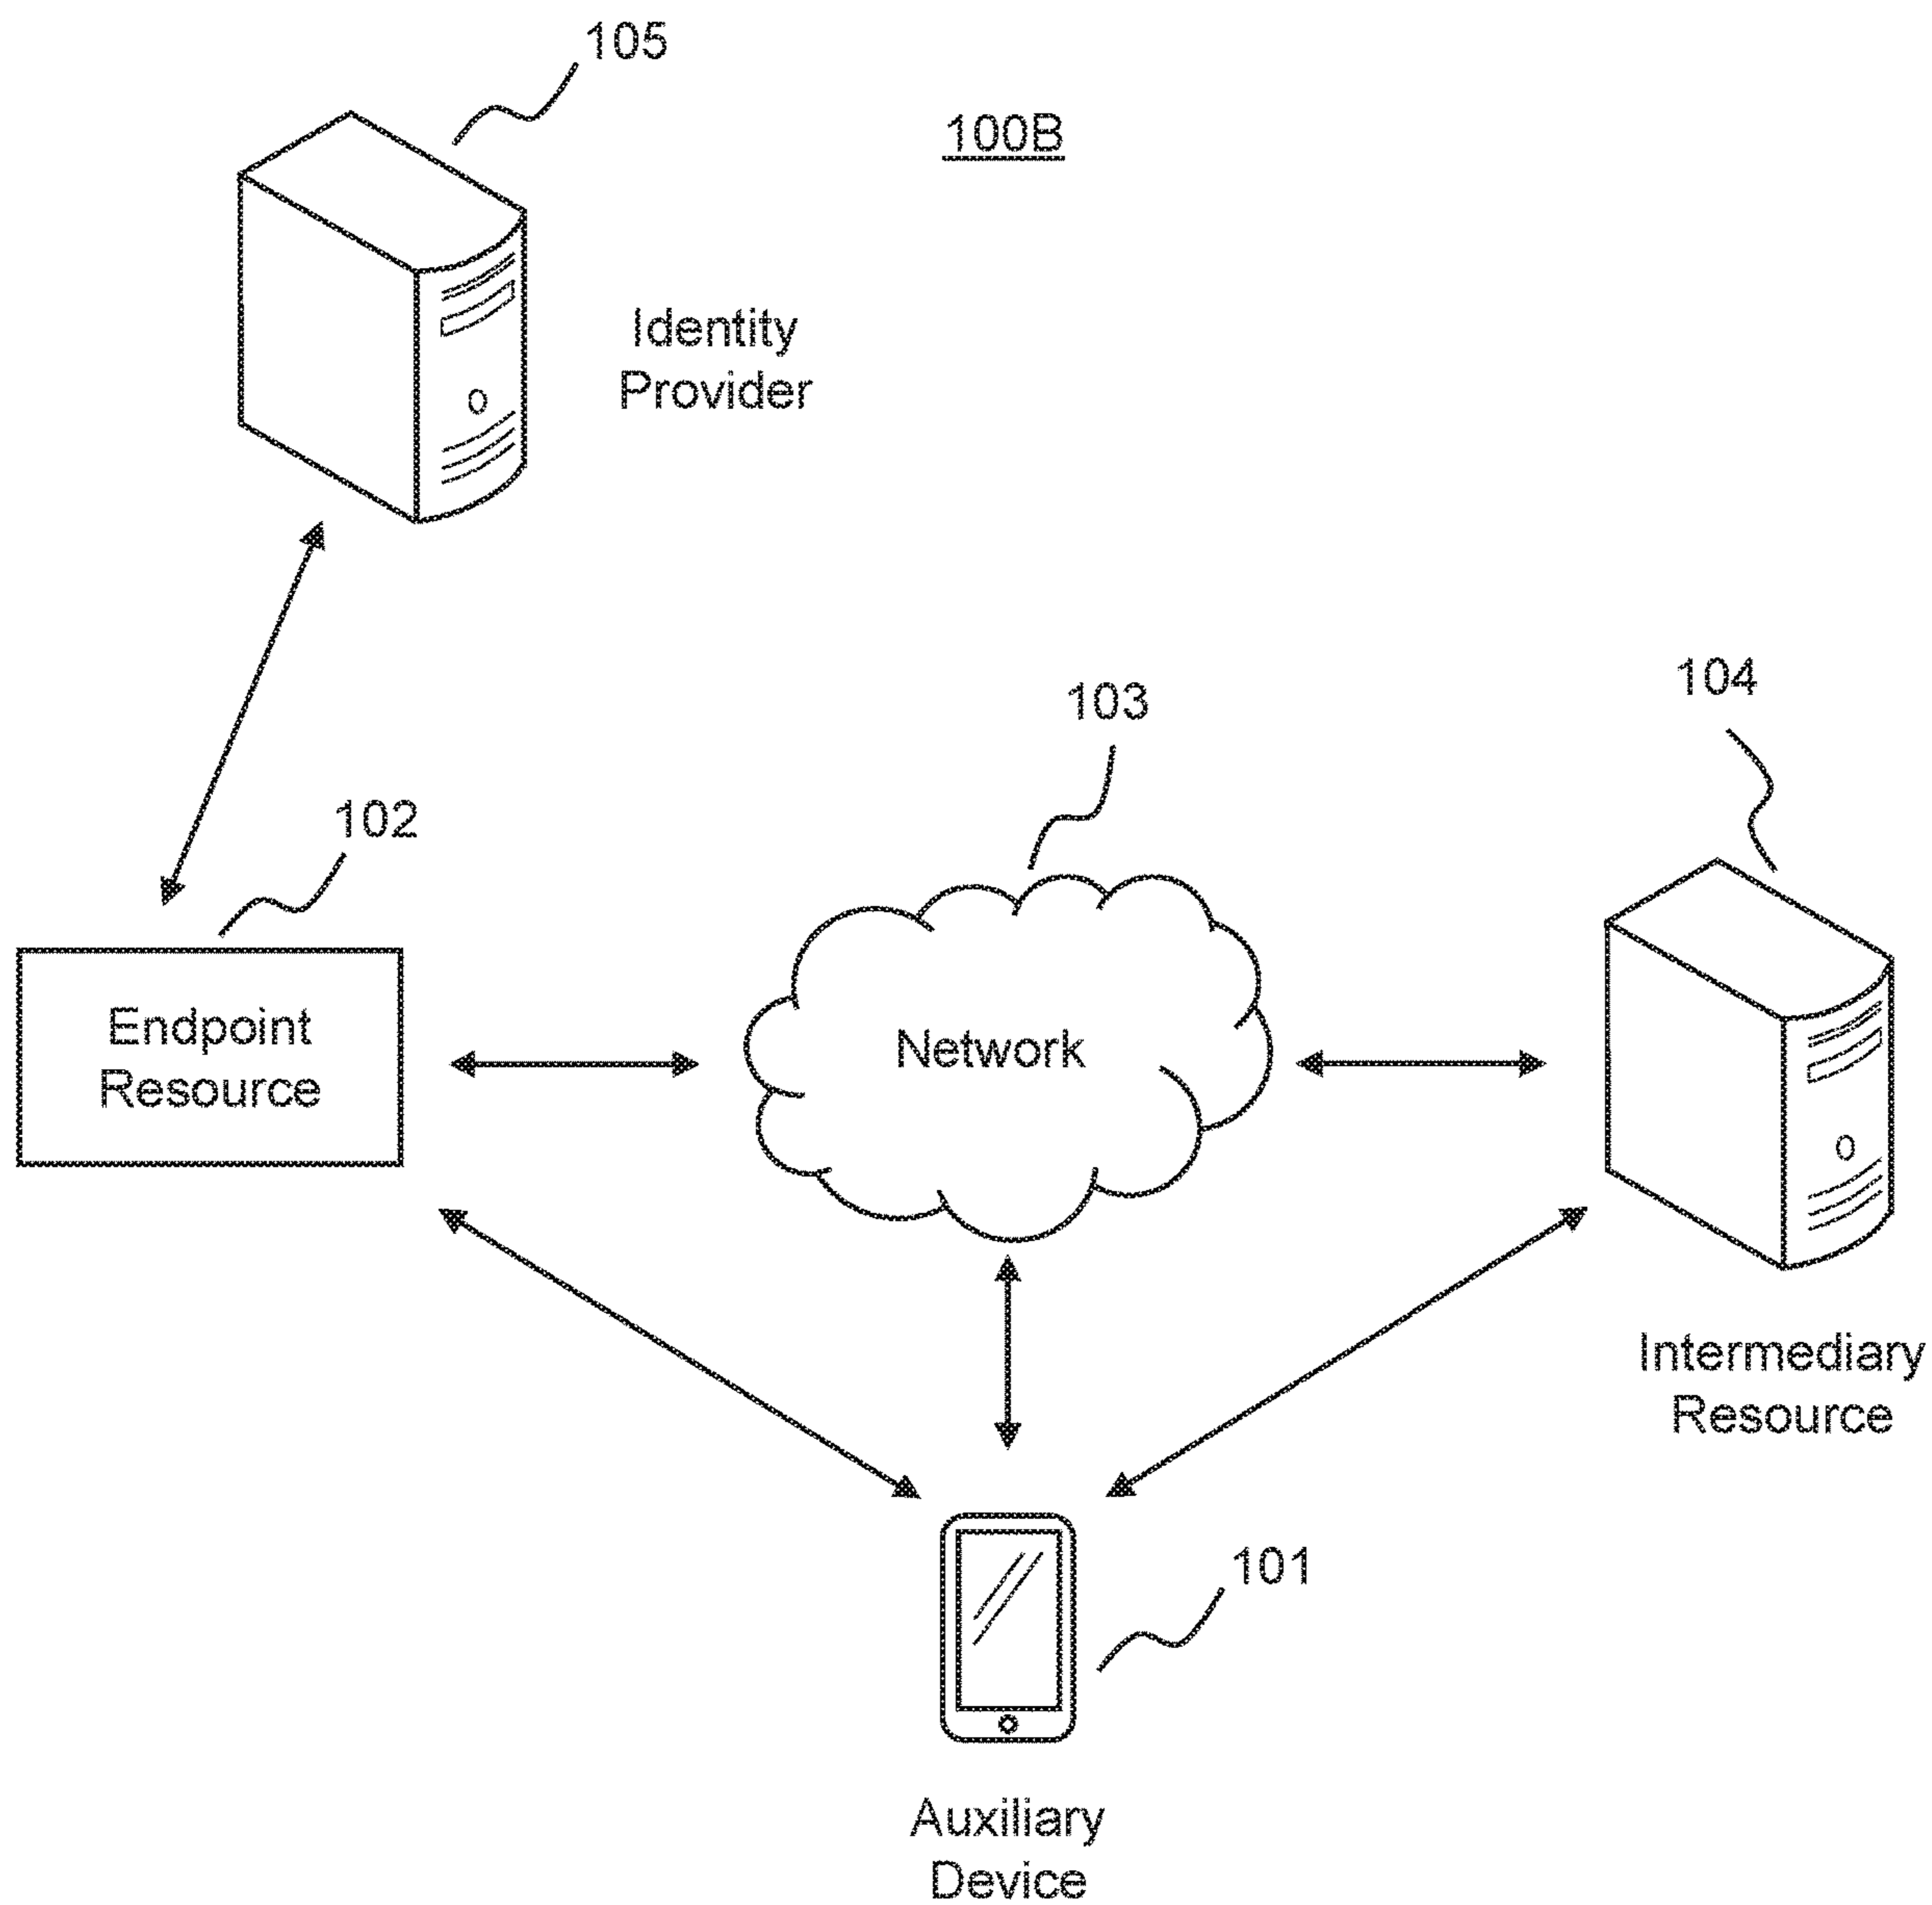 105
100B
Identity
Provider
104
103
102
Endpoint
Resource
Network
Intermediary
Resource
101
Auxiliary
Device